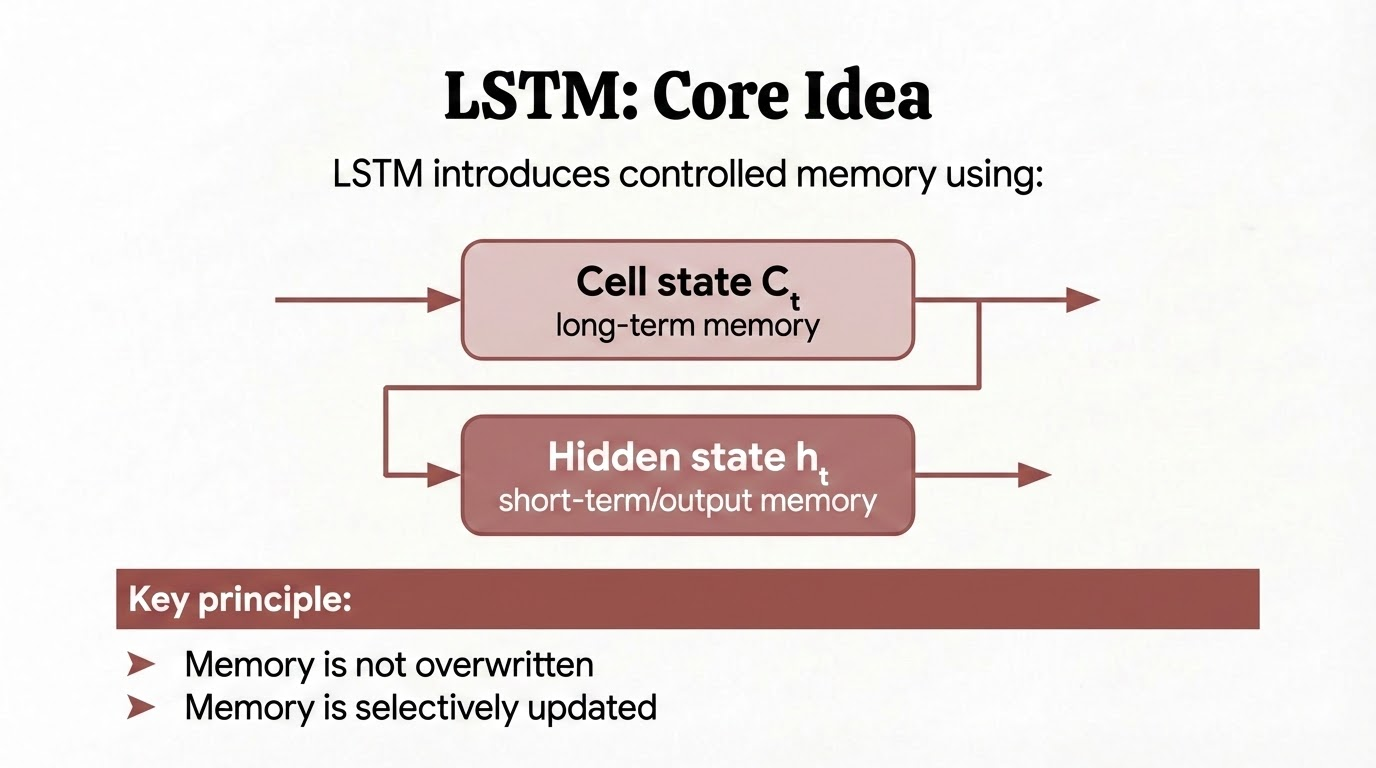 LSTM: Core Idea
LSTM introduces controlled memory using:
Cell state Cₜ
long-term memory
Hidden state hₜ
short-term/output memory
Key principle:
➤ Memory is not overwritten
➤ Memory is selectively updated